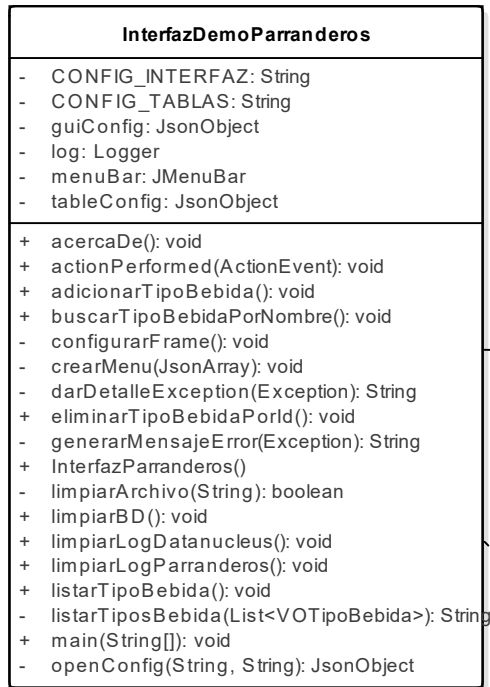 InterfazDemoParranderos
- CONFIG_INTERFAZ: String
- CONFIG_TABLAS: String
- guiConfig: JsonObject
- log: Logger
- menuBar: JMenuBar
- tableConfig: JsonObject
+ acercaDe(): void
+ actionPerformed(ActionEvent): void
+ adicionarTipoBebida(): void
+ buscarTipoBebidaPorNombre(): void
- configurarFrame(): void
- crearMenu(JsonArray): void
- darDetalleException(Exception): String
+ eliminarTipoBebidaPorId(): void
- generarMensajeError(Exception): String
+ InterfazParranderos()
- limpiarArchivo(String): boolean
+ limpiarBD(): void
+ limpiarLogDatanucleus(): void
+ limpiarLogParranderos(): void
+ listarTipoBebida(): void
- listarTiposBebida(List<VOTipoBebida>): String
+ main(String[]): void
- openConfig(String, String): JsonObject